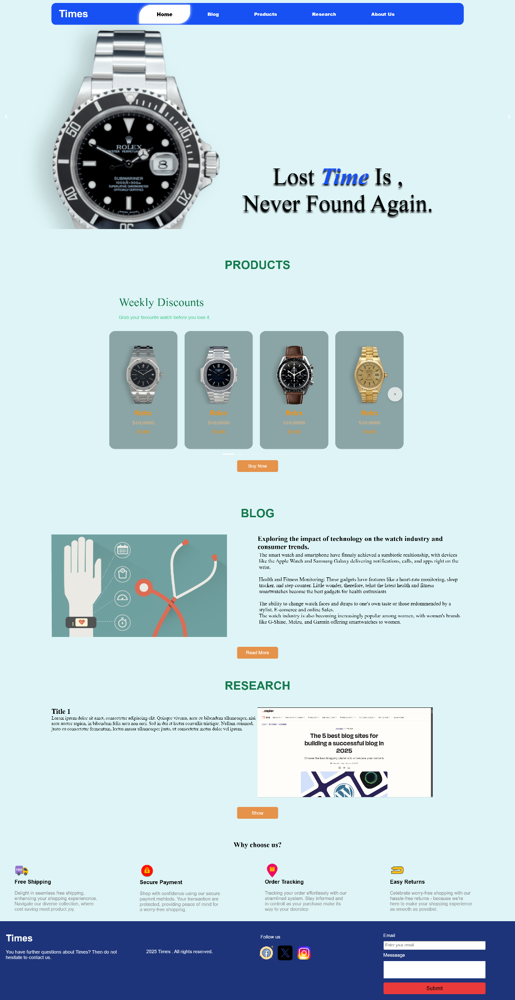 Times
Home
Blog
Products
Research
About Us
ROLEX
OYSTER PERPETUAL
SUBMARINER
1000ft=300m
SUPERLATIVE CHRONOMETER
OFFICIALLY CERTIFIED
SWISS MADE
Lost Time Is ,
Never Found Again.
PRODUCTS
Weekly Discounts
Grab your favourite watch before you lose it.
Rolex
$10,0000
Rolex
$10,0000
Rolex
$10,0000
Rolex
$10,0000
>
Buy Now
BLOG
Exploring the impact of technology on the watch industry and
consumer trends.
The smart watch and smartphone have finnaly achieved a sumbiotic realtionship, with devices
like the Apple Watch and Samsung Galaxy delivering notifications, calls, and apps right on the
wrist.
Health and Fitness Monitoring: These gadgets have features like a heart-rate monitoring, sleep
tracker, and step counter. Little wonder, therefore, tehat the latest health and fitness
smartwatches become the best gadgets for health enthusiasts
The ability to change watch faces and dtraps to one's own taste or those redommended by a
stylist. E-comerce and online Sales.
The watch industry is also becoming increasingly popular among women, with women's brands
like G-Shine, Meizu, and Garmin offering smartwatches to women.
Read More
RESEARCH
Title 1
Lorem ipsum dolor sit amet, consectetur adipiscing elit. Quisque viverra, arcu eu bibendum ullamcorper, nisi
arcu auctor sapien, in bibendum felis arcu non orci. Sed in dui et lectus convallis tristique. Nullam euismod,
justo eu consectetur fermentum, lectus massa ullamcorper justo, ut consectetur metus dolor vel ipsum.
zapier
Blog
The 5 best blog sites for
building a successful blog in
2025
Choose the best blogging platform to showcase your content.
Show
Why choose us?
FREE
Free Shipping
Delight in seamless free shipping,
enhancing your shopping experiencnce.
Navigate our diverse collection, where
cost saving meet product joy.
Secure Payment
Shop with confidence using our secure
paymnt mehtods. Your transaction are
protected, providing peace of mind for
a worry-free shopping.
Order Tracking
Tracking your order effortlessly with our
stramlined system. Stay informed and
in controll as your purchase make its
way to your doorstep
Easy Returns
Celebrate worry-free shopping with our
hassle-free returns - because we're
here to make your shopping experience
as smooth as possibel.
Times
You have further questions about Times? Then do not
hesitate to contact us.
2025 Times . All rights reserved.
Follow us
Email
Enter your email
Messaage
Submit